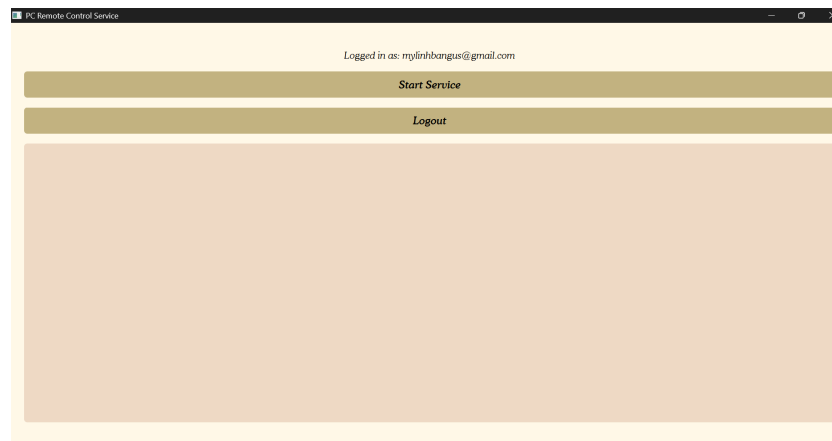 PC Remote Control Service
Logged in as: mylinhbangus@gmail.com
Start Service
Logout